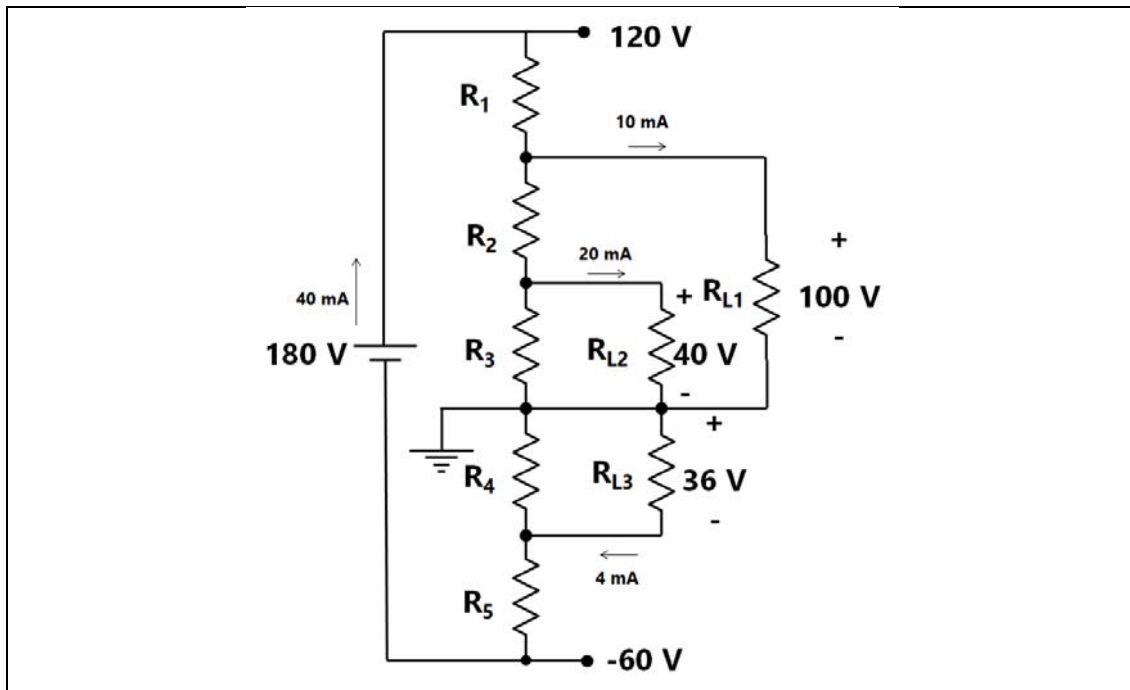 120 V
R1
10 mA
R2
20 mA
+
40 mA
+
RL1
100 V
180 V
R3
RL2
40 V
-
-
+
R4
RL3
36 V
-
4 mA
R5
-60 V